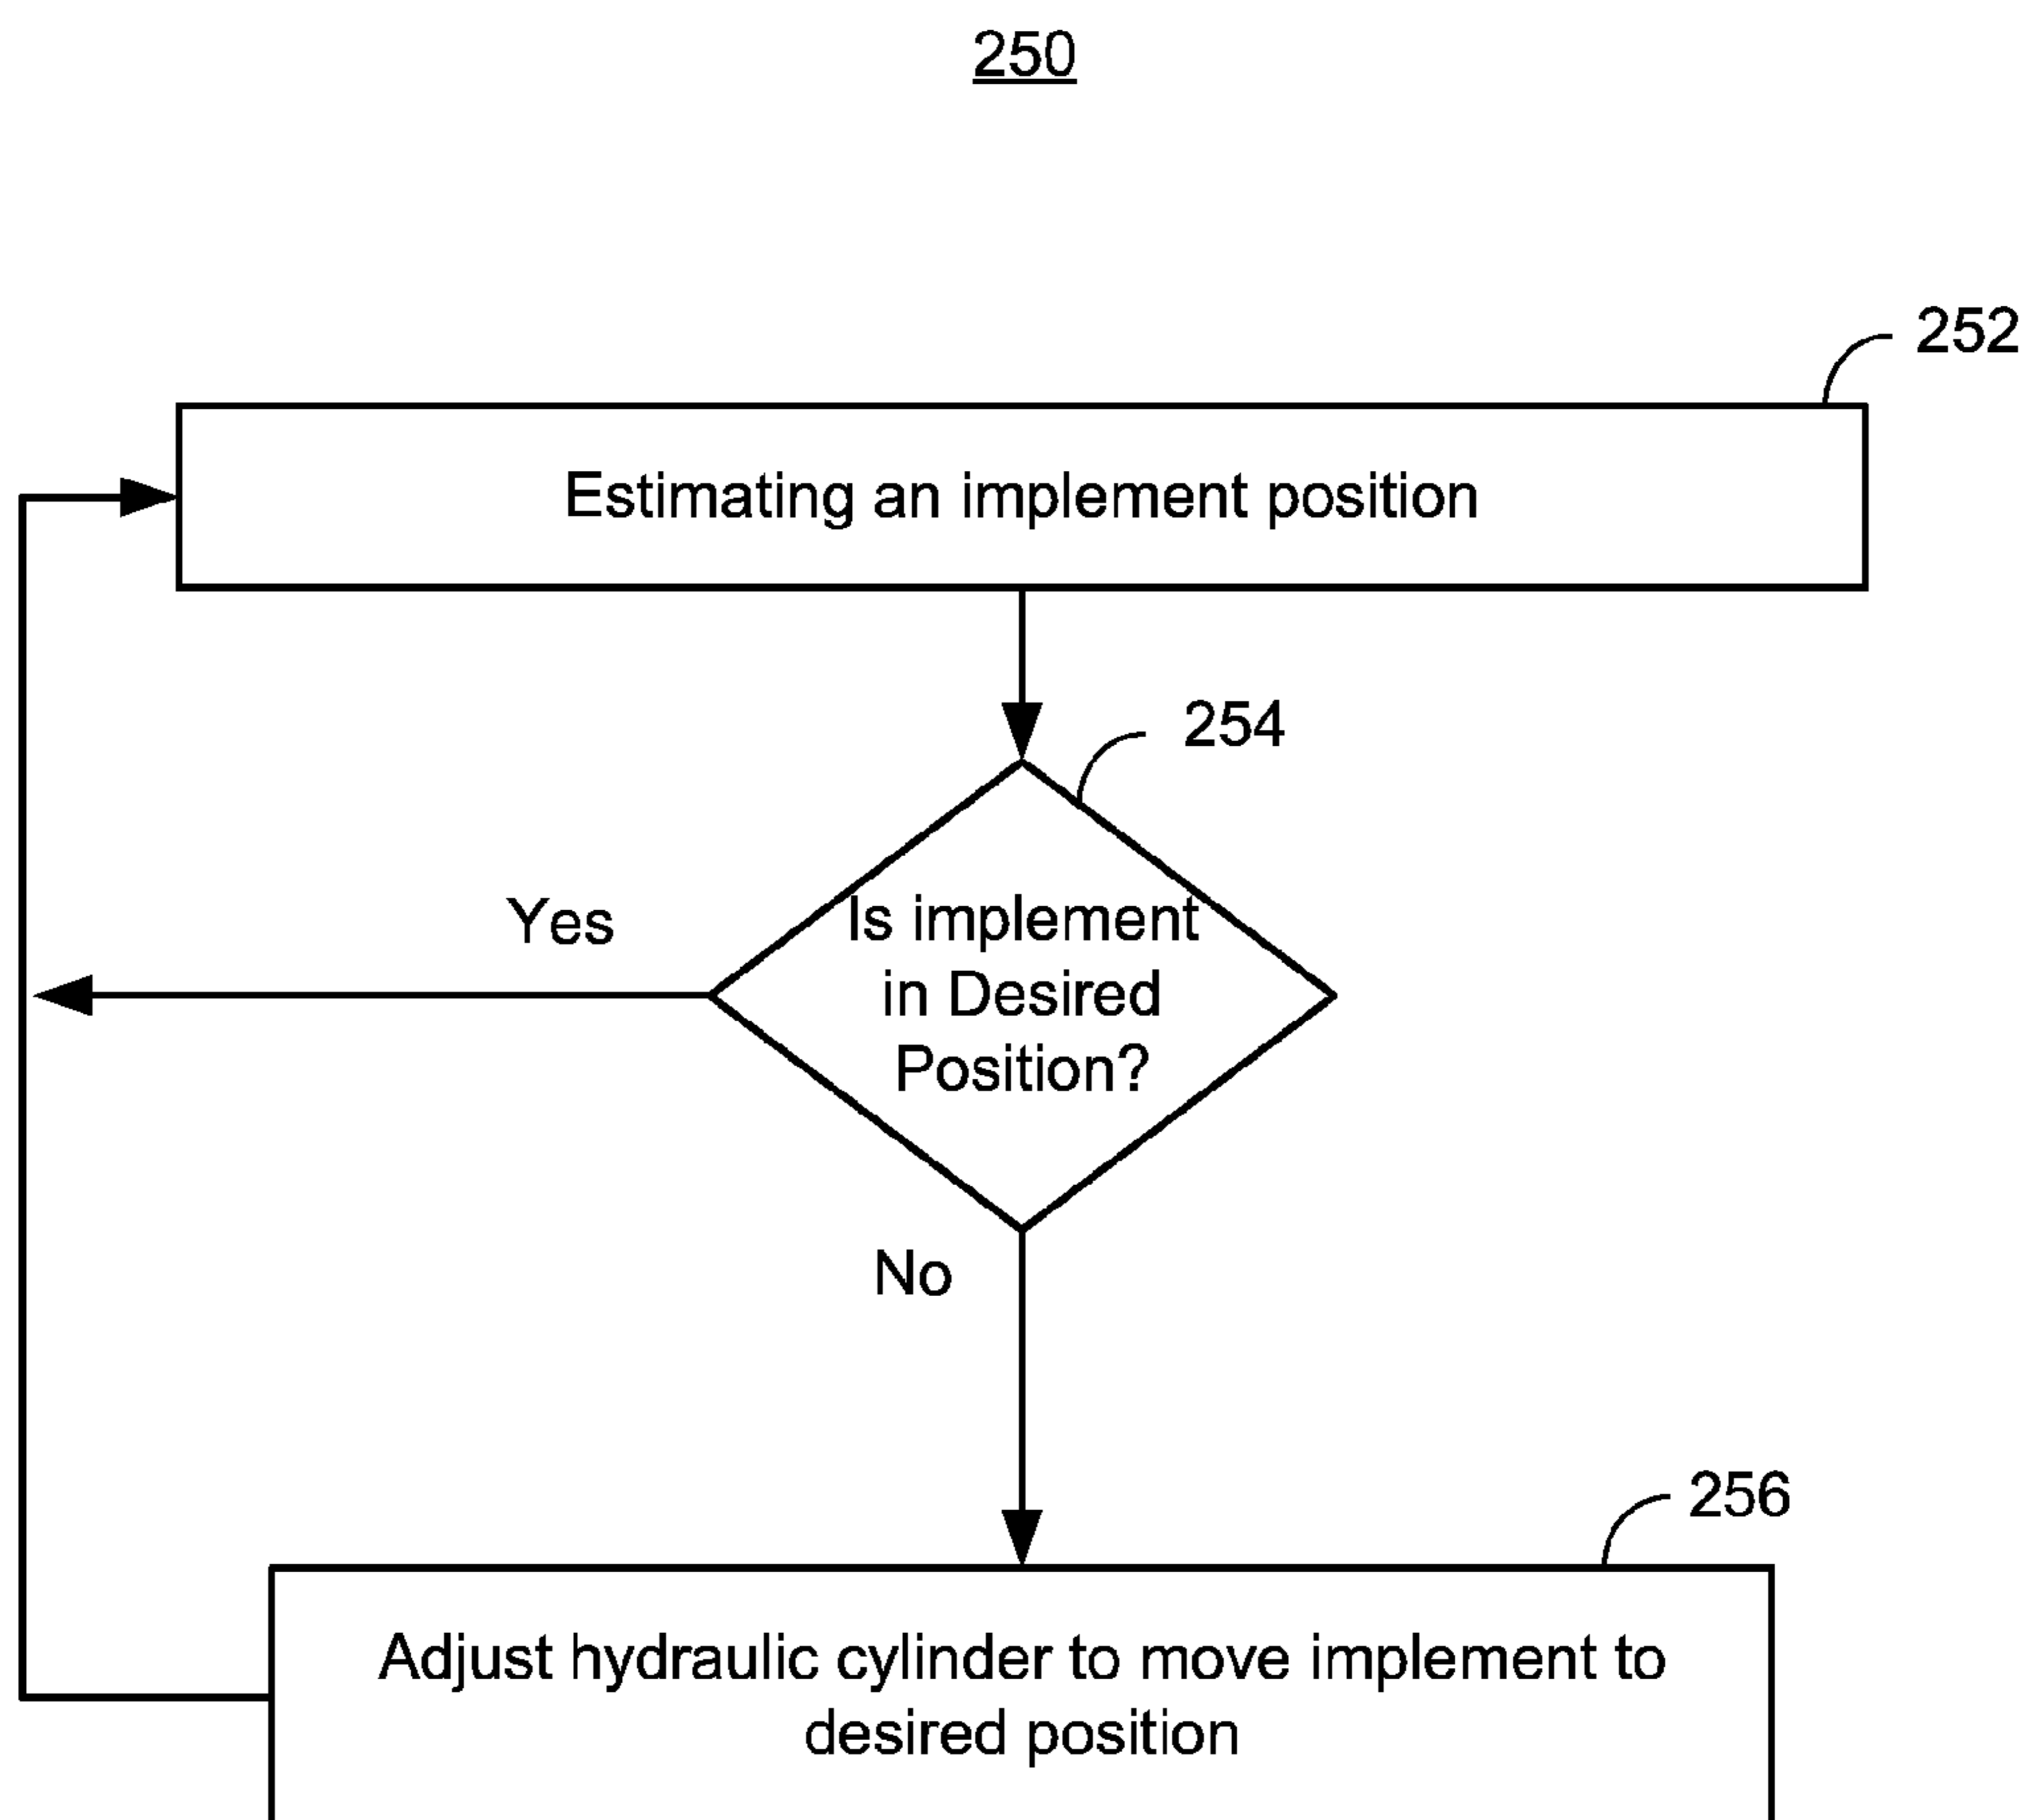 250
252
Estimating an implement position
254
Yes
Is implement
in Desired
Position?
No
256
Adjust hydraulic cylinder to move implement to
desired position